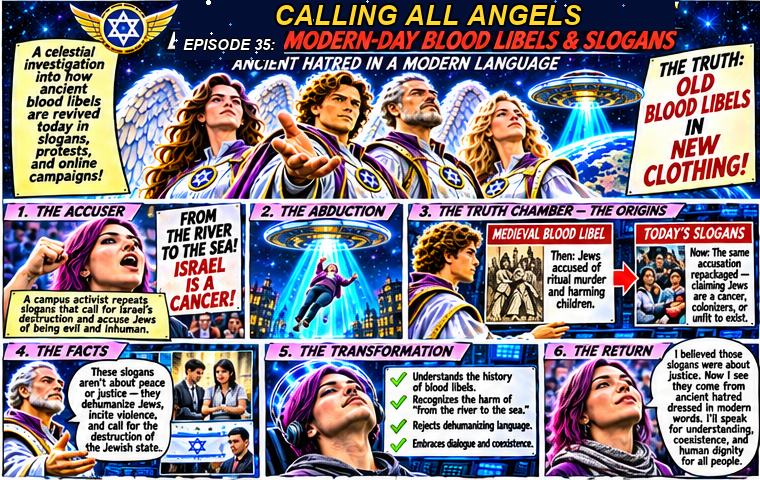 CALLING ALL ANGELS
EPISODE 35: MODERN-DAY BLOOD LIBELS & SLOGANS
ANCIENT HATRED IN A MODERN LANGUAGE
A celestial
investigation
into how
ancient
blood libels
are revived
today in
slogans,
protests,
and online
campaigns!
THE TRUTH:
OLD
BLOOD LIBELS
IN
NEW
CLOTHING!
1. THE ACCUSER
FROM
THE RIVER
TO THE SEA!
ISRAEL
IS A
CANCER!
A campus activist repeats
slogans that call for Israel's
destruction and accuse Jews
of being evil and inhuman.
2. THE ABDUCTION
3. THE TRUTH CHAMBER — THE ORIGINS
MEDIEVAL BLOOD LIBEL
Then: Jews
accused of
ritual murder
and harming
children.
TODAY'S SLOGANS
Now: The same
accusation
repackaged —
claiming Jews
are a cancer,
colonizers, or
unfit to exist.
4. THE FACTS
These slogans
aren't about peace
or justice — they
dehumanize Jews,
incite violence,
and call for the
destruction of
the Jewish state..
5. THE TRANSFORMATION
Understands the history
of blood libels.
Recognizes the harm of
"from the river to the sea."
Rejects dehumanizing language.
Embraces dialogue and coexistence.
6. THE RETURN
I believed those
slogans were about
justice. Now I see
they come from
ancient hatred
dressed in modern
words. I'll speak
for understanding,
coexistence, and
human dignity
for all people.